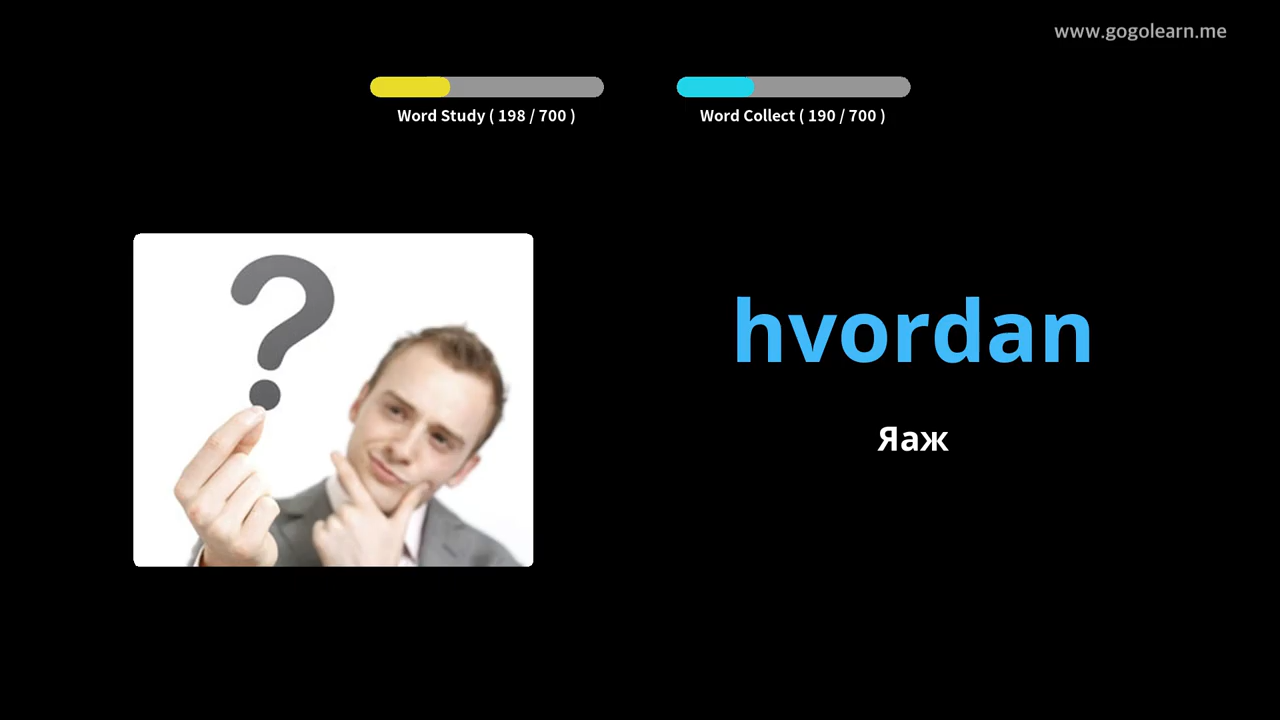 www.gogolearn.me
Word Study ( 198 / 700 )
Word Collect ( 190 / 700 )
?
hvordan
Яаж